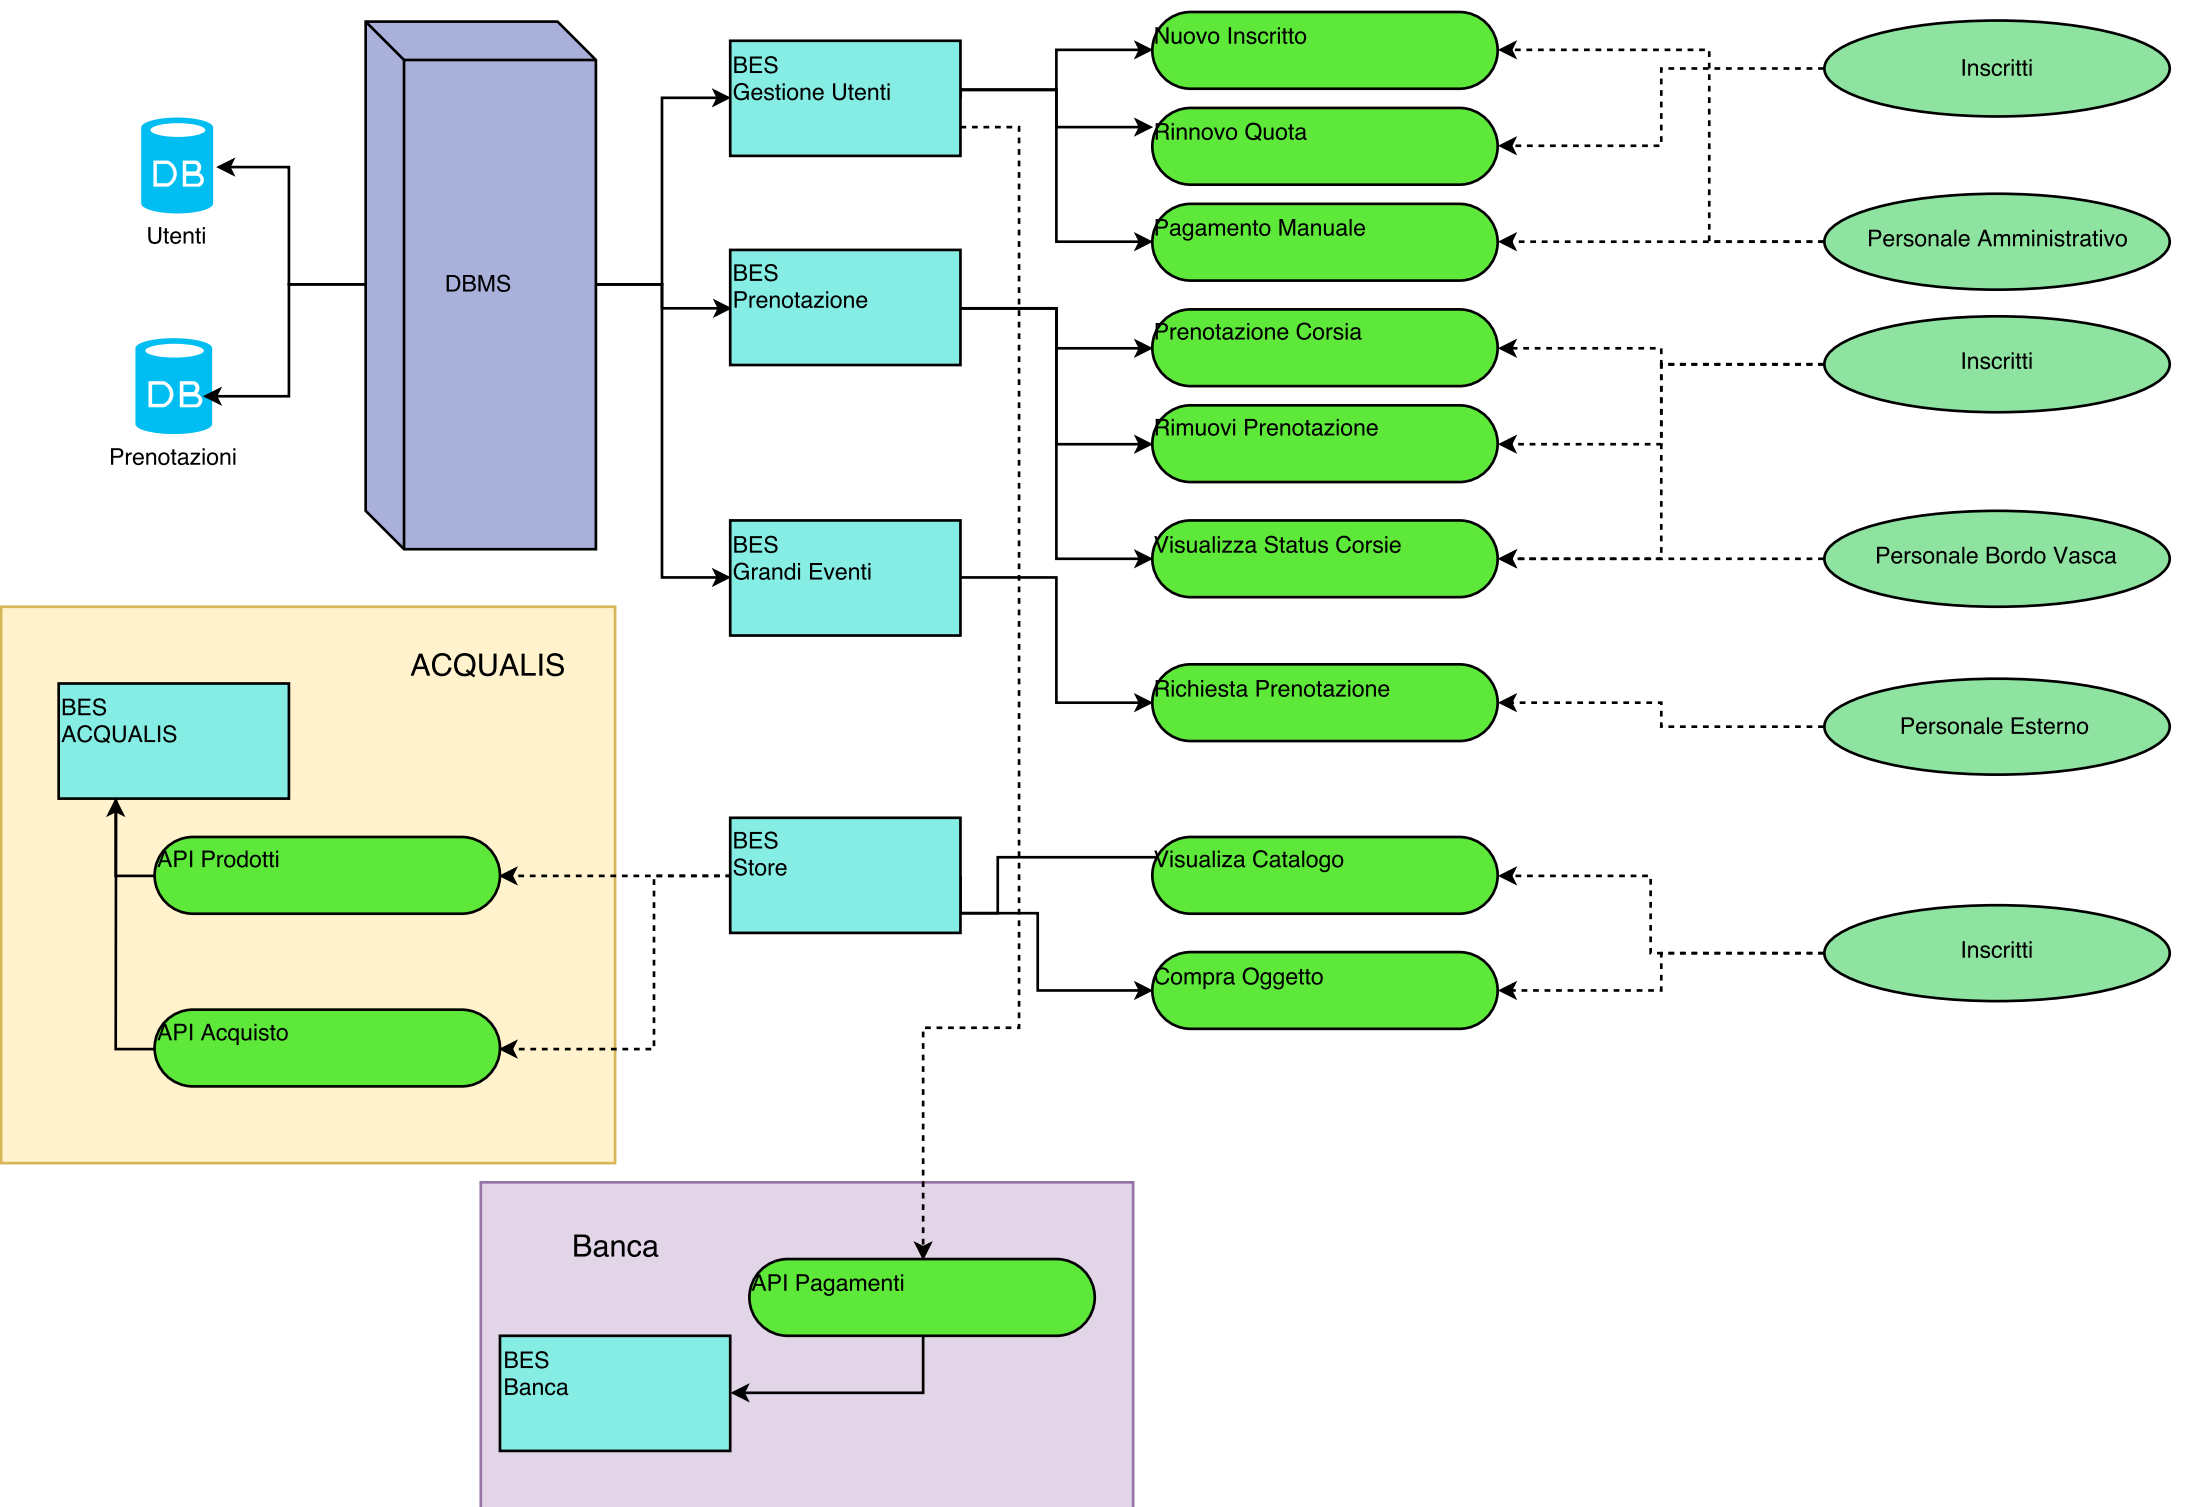 DB
Utenti
DB
Prenotazioni
DBMS
BES
Gestione Utenti
BES
Prenotazione
BES
Grandi Eventi
Nuovo Inscritto
Rinnovo Quota
Pagamento Manuale
Prenotazione Corsia
Rimuovi Prenotazione
Visualizza Status Corsie
Richiesta Prenotazione
Inscritti
Personale Amministrativo
Inscritti
Personale Bordo Vasca
Personale Esterno
ACQUALIS
BES
ACQUALIS
API Prodotti
API Acquisto
BES
Store
Visualiza Catalogo
Compra Oggetto
Inscritti
Banca
API Pagamenti
BES
Banca